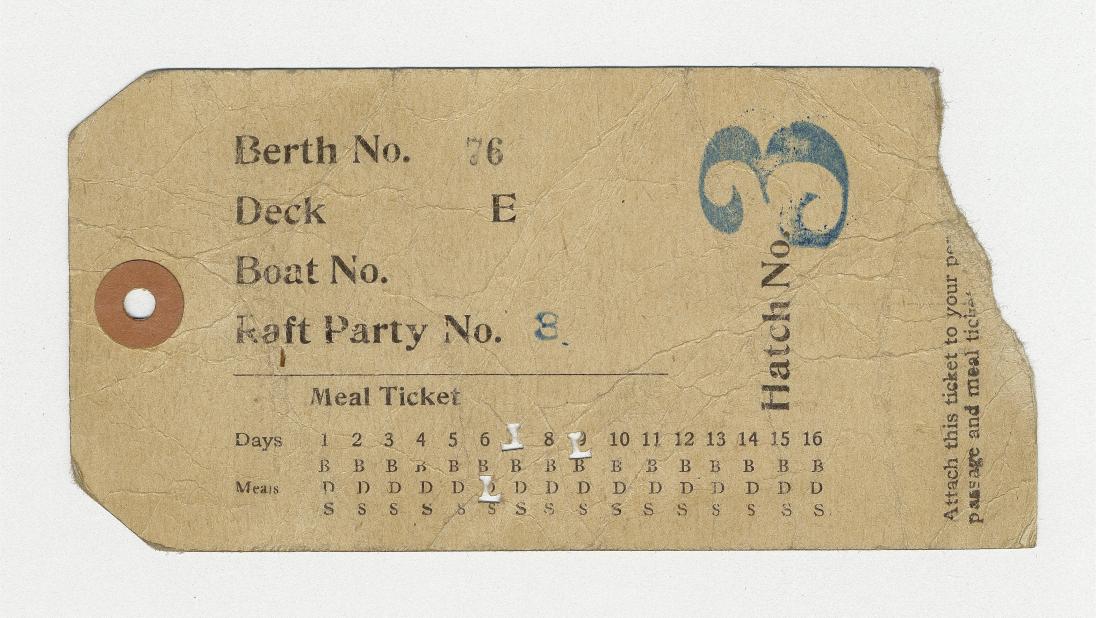 Berth No. 76
Deck E
Boat No.
Raft Party No. 8.
Meal Ticket
Days 1 2 3 4 5 6 8 9 10 11 12 13 14 15 16
B B B B B B B B B B B B B B B B
Meals D D D D D D D D D D D D D D D
S S S S S S S S S S S S S S S S
Hatch No. 3
Attach this ticket to your
passage and meal